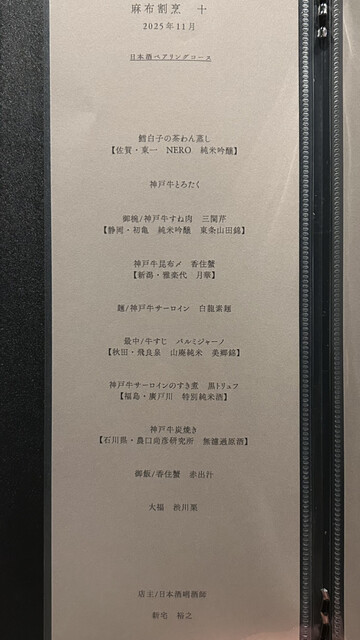 麻布割烹　十
2025年11月
日本酒ペアリングコース
鱈白子の茶わん蒸し
【佐賀・東一　NERO　純米吟醸】
神戸牛とろたく
御椀/神戸牛すね肉　三関芹
【静岡・初亀　純米吟醸　東条山田錦】
神戸牛昆布〆　香住蟹
【新潟・雅楽代　月華】
麺/神戸牛サーロイン　白龍素麺
最中/牛すじ　パルミジャーノ
【秋田・飛良泉　山廃純米　美郷錦】
神戸牛サーロインのすき煮　黒トリュフ
【福島・廣戸川　特別純米酒】
神戸牛炭焼き
【石川県・農口尚彦研究所　無濾過原酒】
御飯/香住蟹　赤出汁
大福　渋川栗
店主/日本酒唎酒師
新宅　裕之